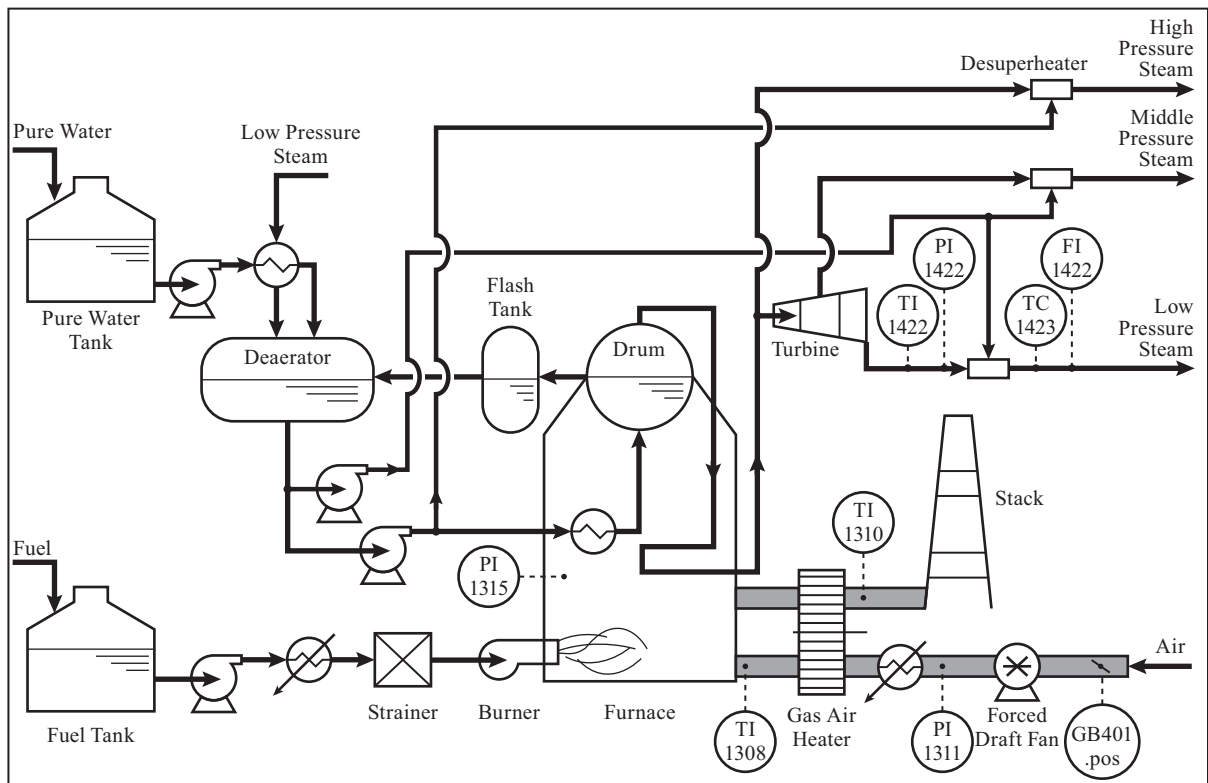 High
Pressure
Steam
Desuperheater
Middle
Pressure
Steam
Pure Water
Low Pressure
Steam
PI
1422
FI
1422
Flash
Tank
TI
1422
TC
1423
Low
Pressure
Steam
Pure Water
Tank
Deaerator
Drum
Turbine
Stack
TI
1310
Fuel
PI
1315
Air
Strainer
Burner
Furnace
Gas Air
Heater
Forced
Draft Fan
Fuel Tank
TI
1308
PI
1311
GB401
.pos